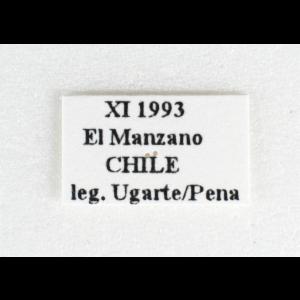 XI 1993
El Manzano
CHILE
leg. Ugarte/Pena